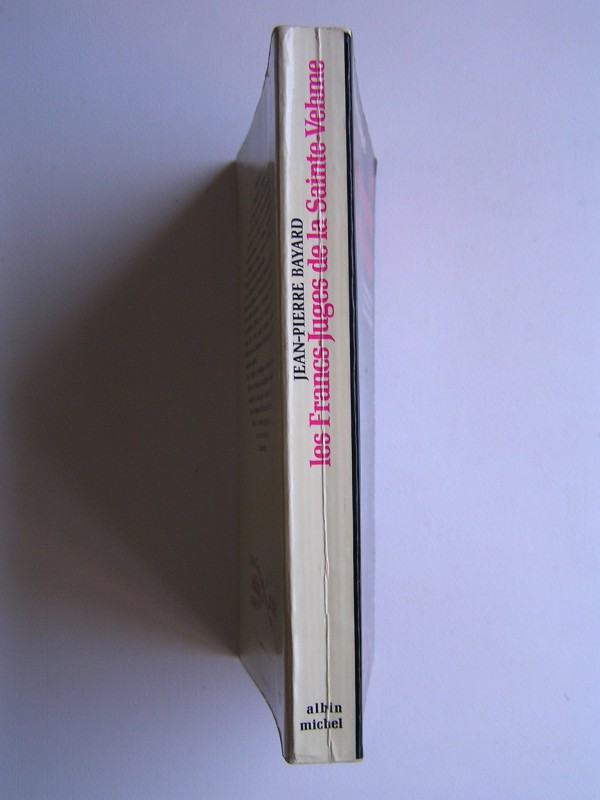 JEAN-PIERRE BAYARD
les Francs-Juges de la Sainte-Vehme
albin
michel